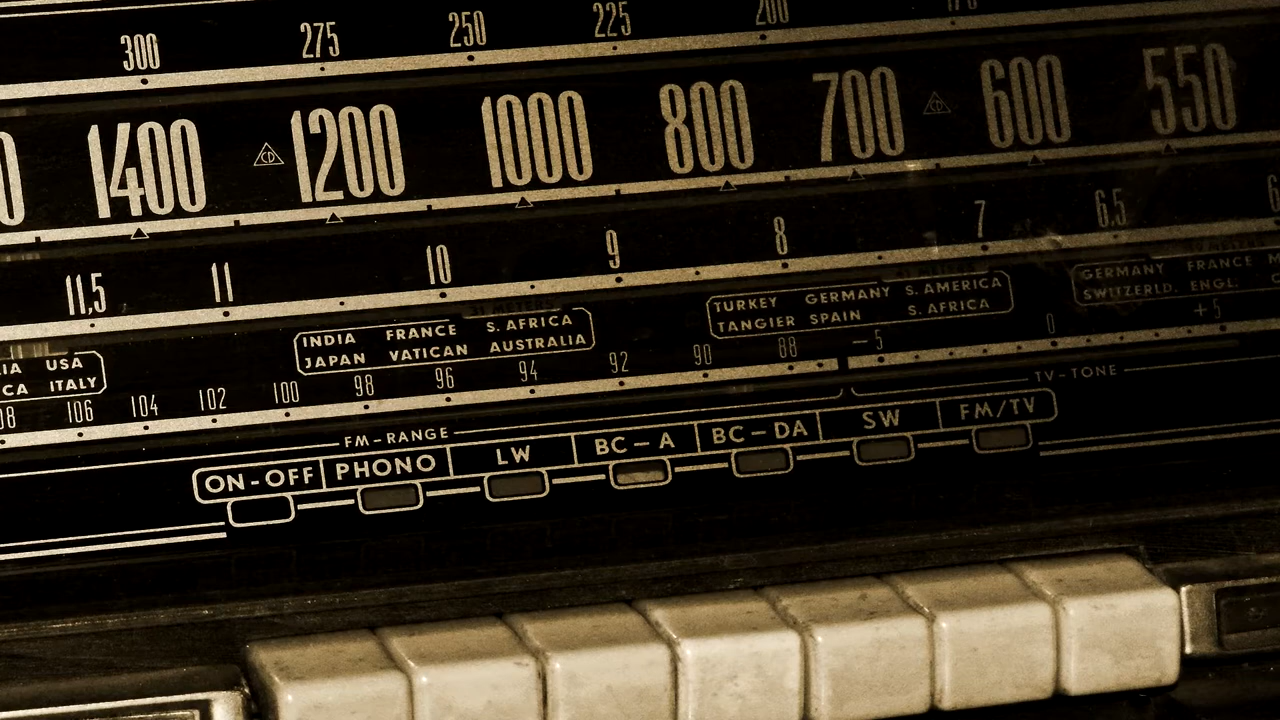 300 275 250 225 200
1400 CD 1200 1000 800 700 CD 600 550
11,5 11 10 9 8 7 6.5
USA
ITALY
INDIA FRANCE S. AFRICA
JAPAN VATICAN AUSTRALIA
TURKEY GERMANY S. AMERICA
TANGIER SPAIN S. AFRICA
GERMANY FRANCE
SWITZERLD. ENGL.
106 104 102 100 98 96 94 92 90 88 -5 0 +5
FM-RANGE TV-TONE
ON-OFF PHONO LW BC-A BC-DA SW FM/TV